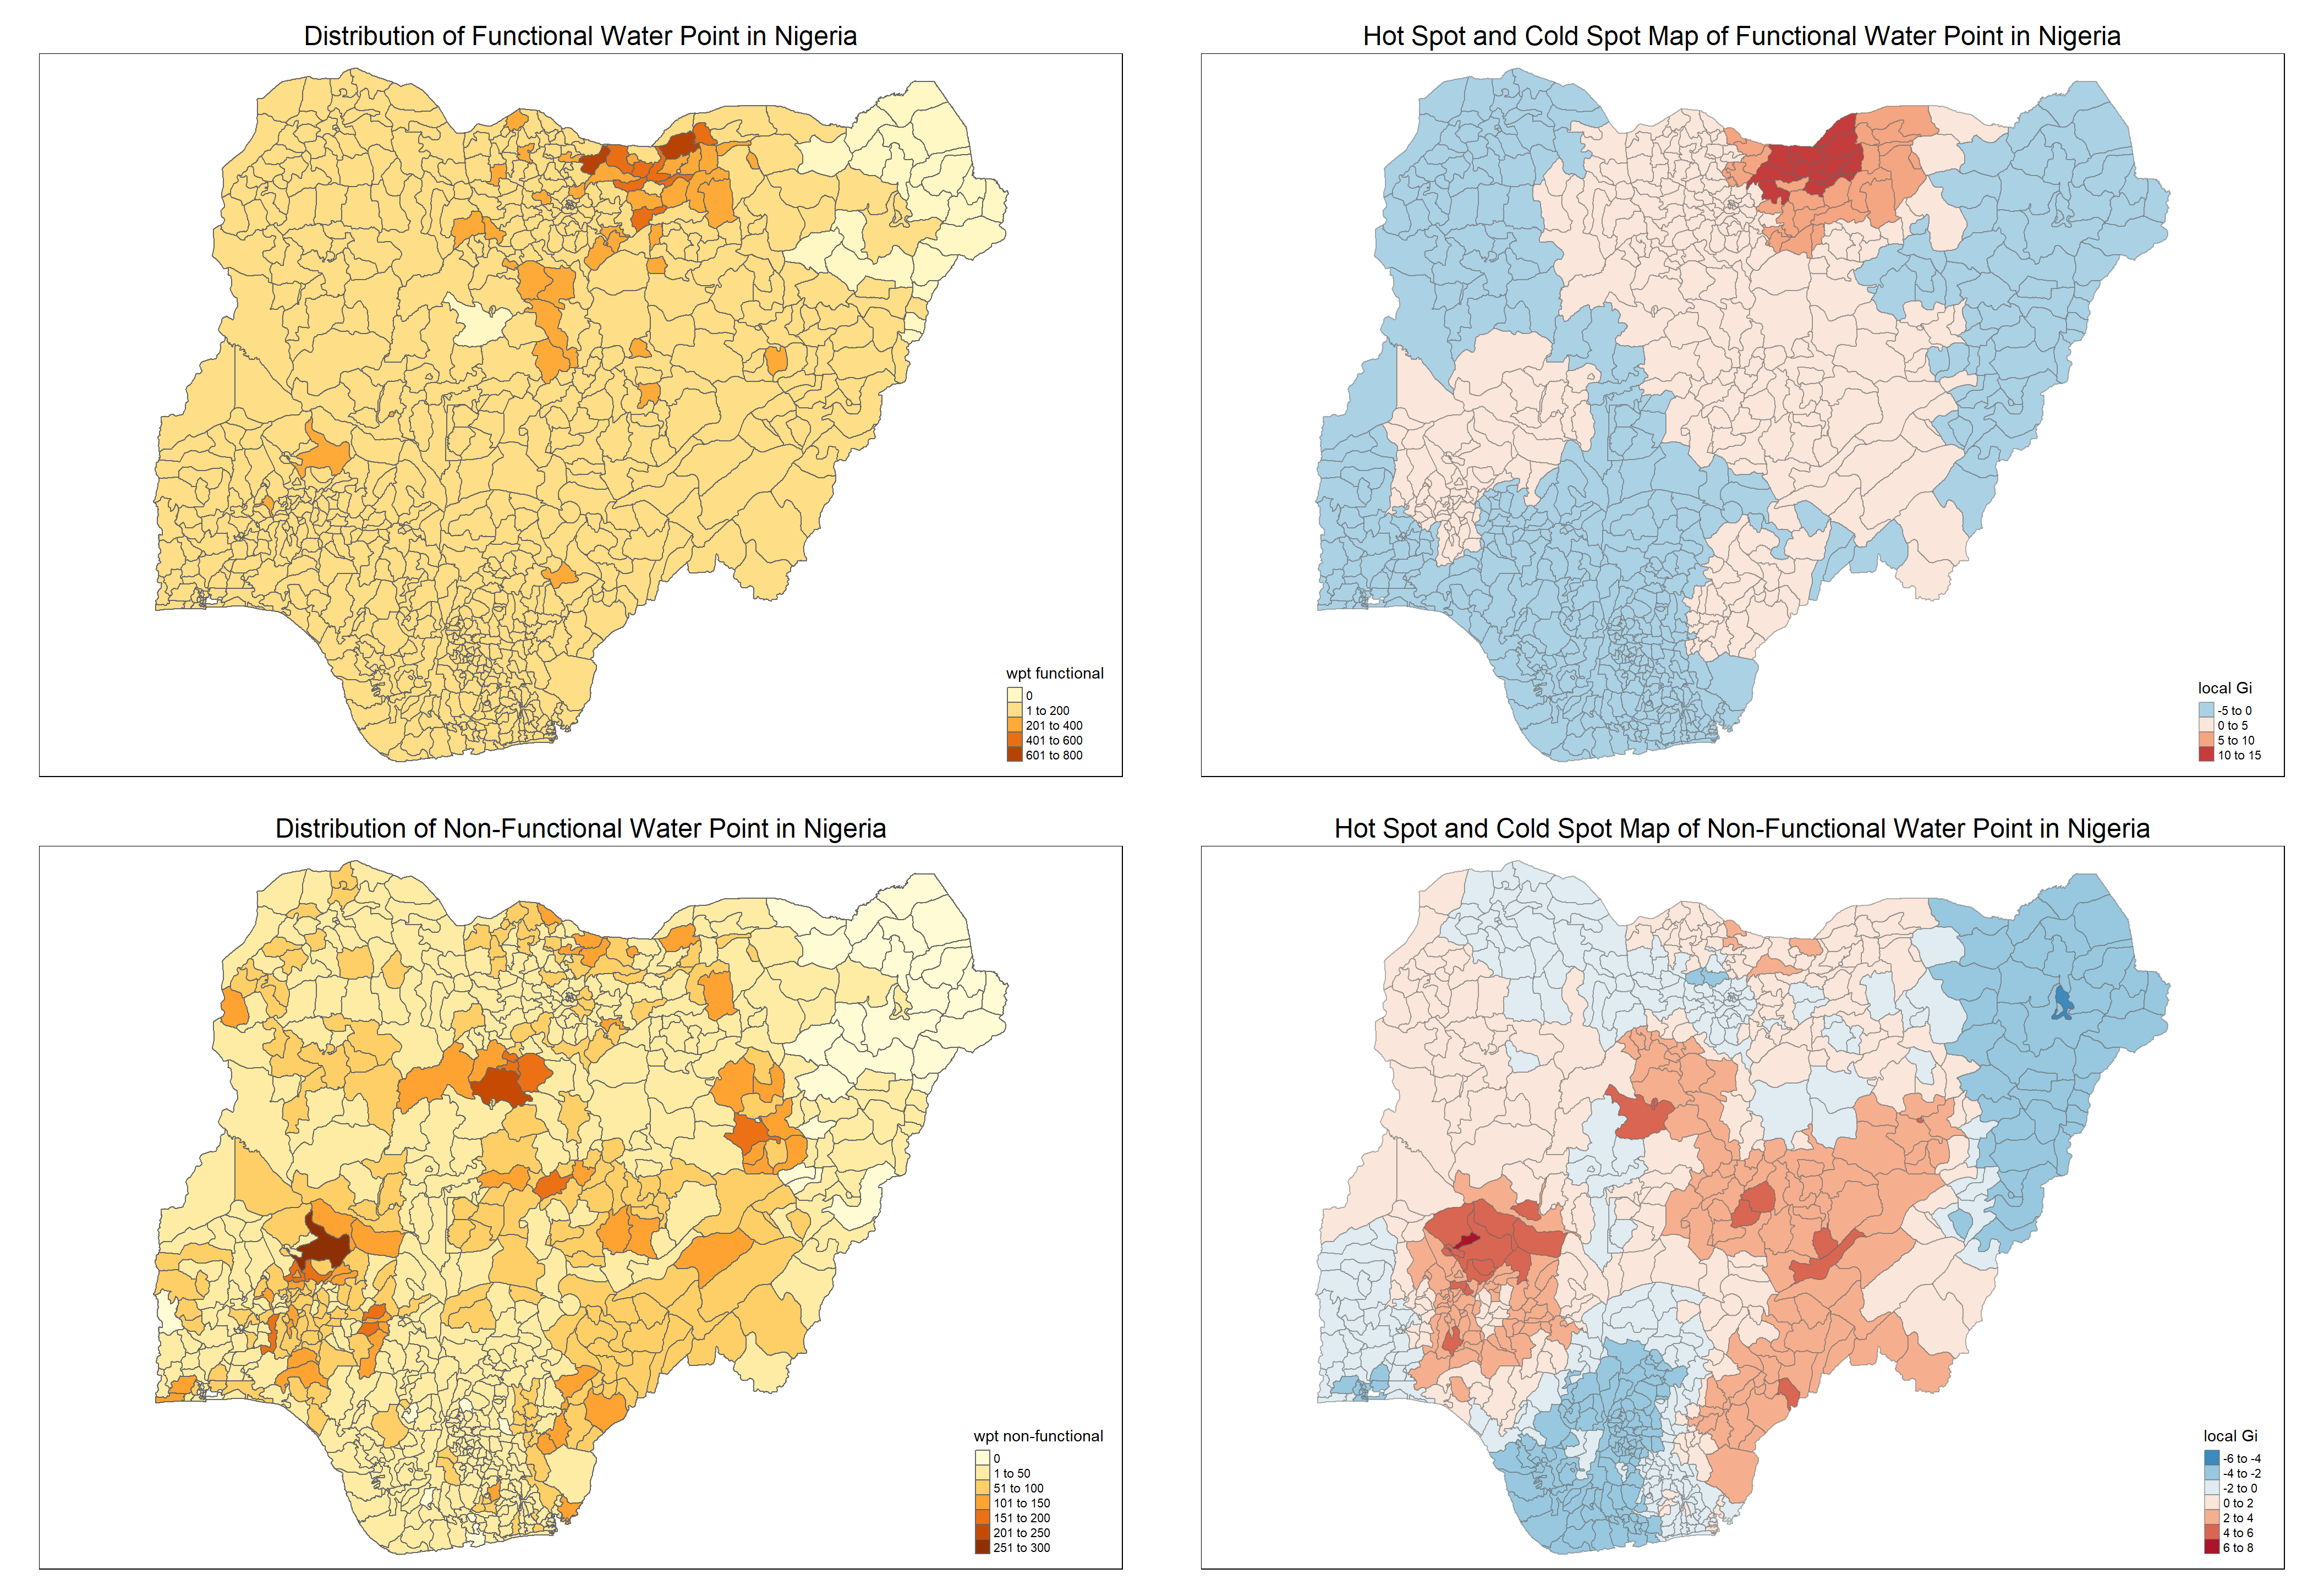 Distribution of Functional Water Point in Nigeria
wpt functional
0
1 to 200
201 to 400
401 to 600
601 to 800
Hot Spot and Cold Spot Map of Functional Water Point in Nigeria
local Gi
-5 to 0
0 to 5
5 to 10
10 to 15
Distribution of Non-Functional Water Point in Nigeria
wpt non-functional
0
1 to 50
51 to 100
101 to 150
151 to 200
201 to 250
251 to 300
Hot Spot and Cold Spot Map of Non-Functional Water Point in Nigeria
local Gi
-6 to -4
-4 to -2
-2 to 0
0 to 2
2 to 4
4 to 6
6 to 8